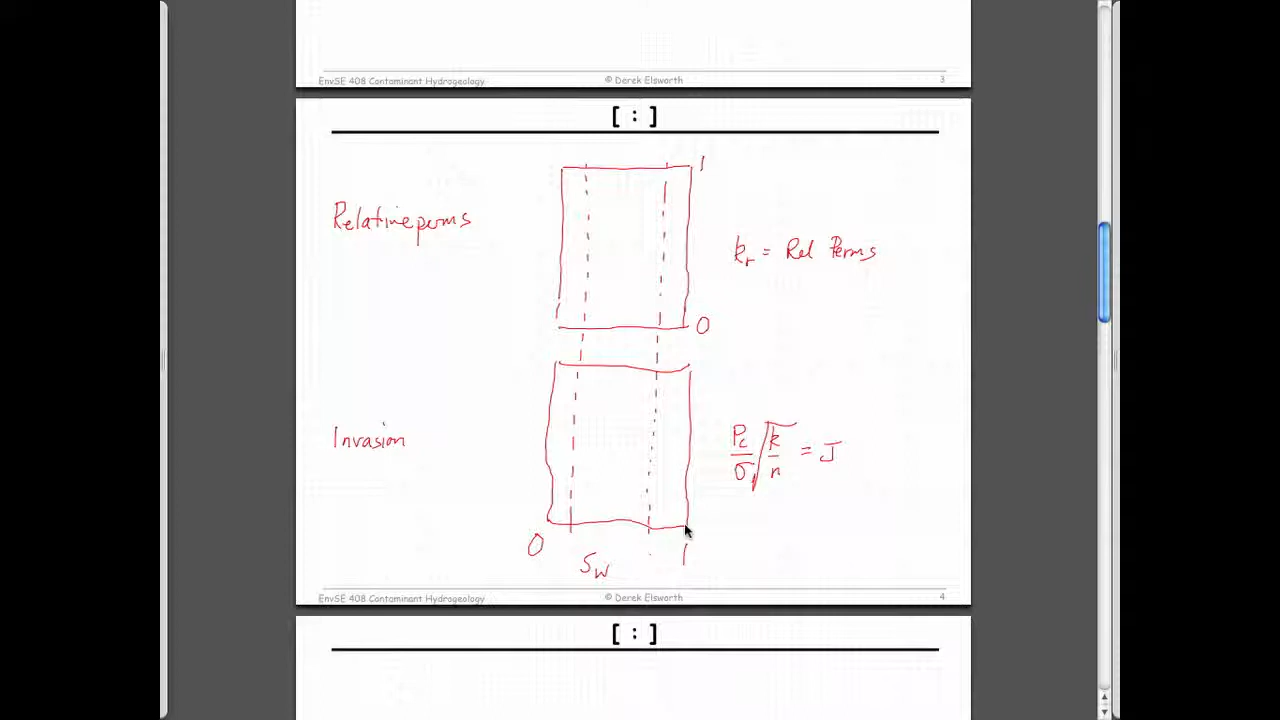 EnvSE 408 Contaminant Hydrogeology © Derek Elsworth 3
[ : ]
1
Relative perms
kr = Rel Perms
0
Invasion
Pc/σ √k/n = J
0 1
Sw
EnvSE 408 Contaminant Hydrogeology © Derek Elsworth 4
[ : ]